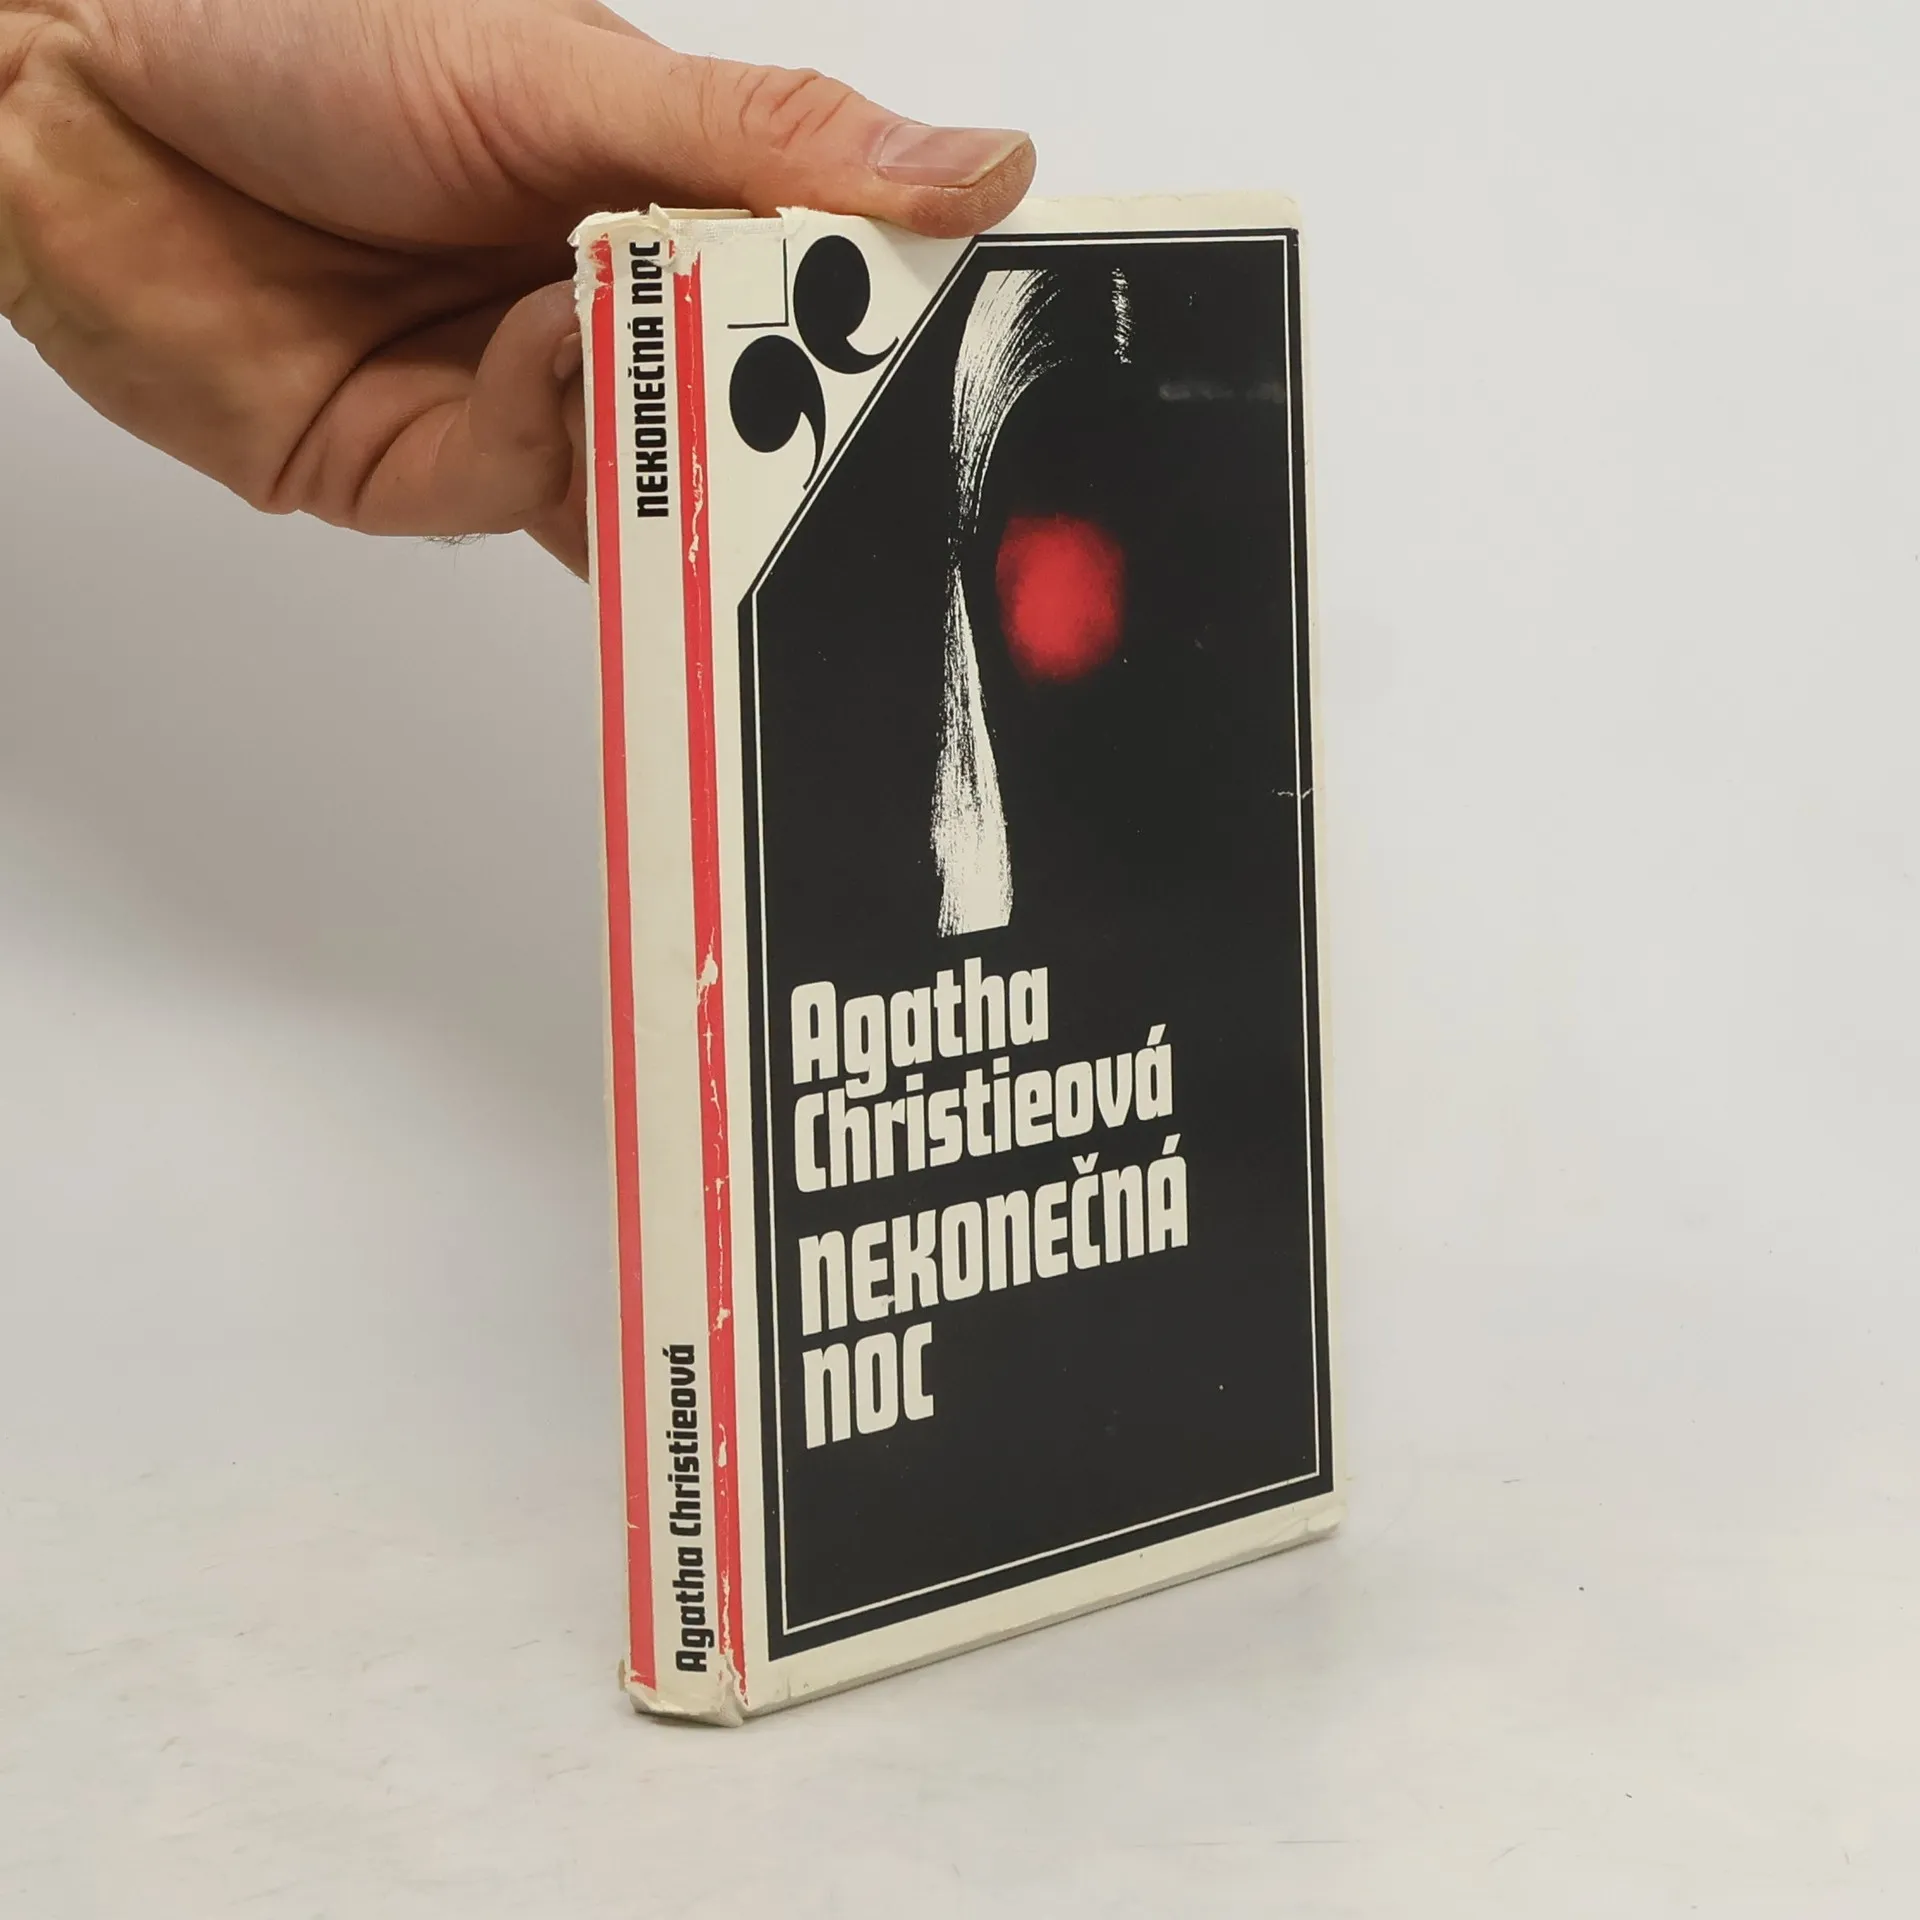 NEKONEČNÁ NOC
Agatha Christieová
Agatha
Christieová
NEKONEČNÁ
NOC